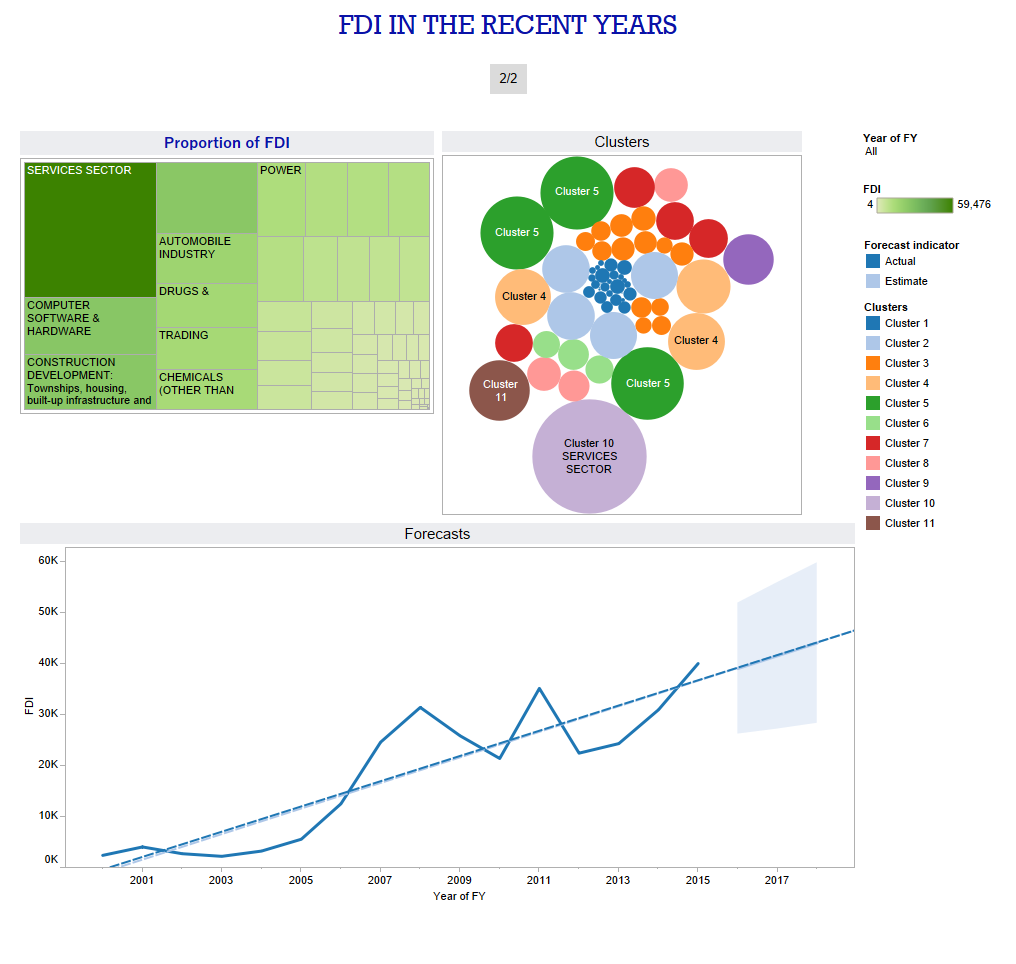 FDI IN THE RECENT YEARS
2/2
Proportion of FDI
SERVICES SECTOR
POWER
AUTOMOBILE
INDUSTRY
DRUGS &
COMPUTER
SOFTWARE &
HARDWARE
TRADING
CONSTRUCTION
DEVELOPMENT:
Townships, housing,
built-up infrastructure and
CHEMICALS
(OTHER THAN
Clusters
Cluster 5
Cluster 5
Cluster 4
Cluster 4
Cluster 5
Cluster
11
Cluster 10
SERVICES
SECTOR
Year of FY
All
FDI
4 59,476
Forecast indicator
Actual
Estimate
Clusters
Cluster 1
Cluster 2
Cluster 3
Cluster 4
Cluster 5
Cluster 6
Cluster 7
Cluster 8
Cluster 9
Cluster 10
Cluster 11
Forecasts
60K
50K
40K
30K
20K
10K
0K
FDI
2001 2003 2005 2007 2009 2011 2013 2015 2017
Year of FY